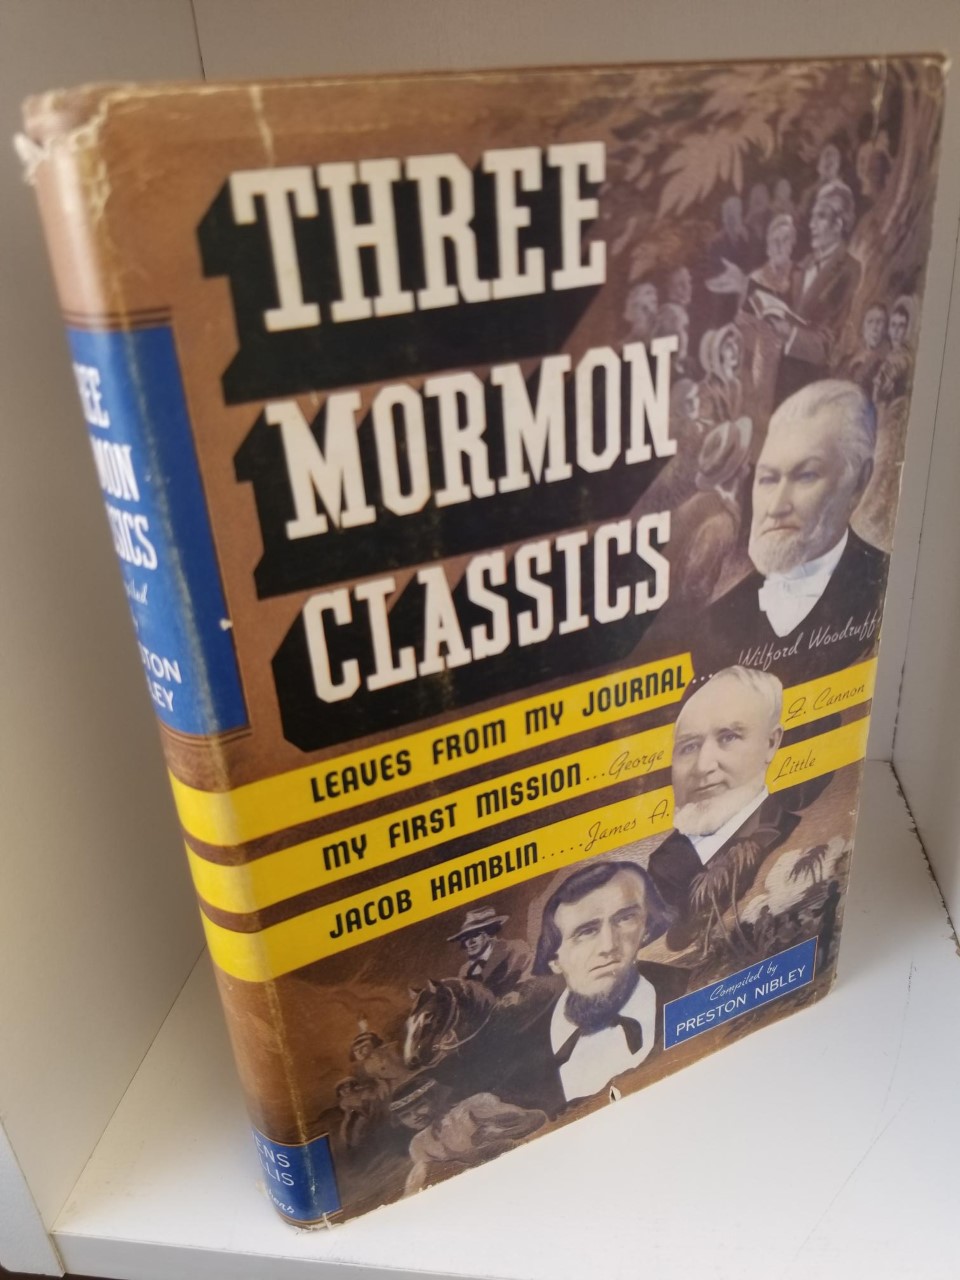 THREE
MORMON
CLASSICS
Wilford Woodruff
LEAVES FROM MY JOURNAL...
MY FIRST MISSION...George Q. Cannon
JACOB HAMBLIN.....James A. Little
Compiled by
PRESTON NIBLEY